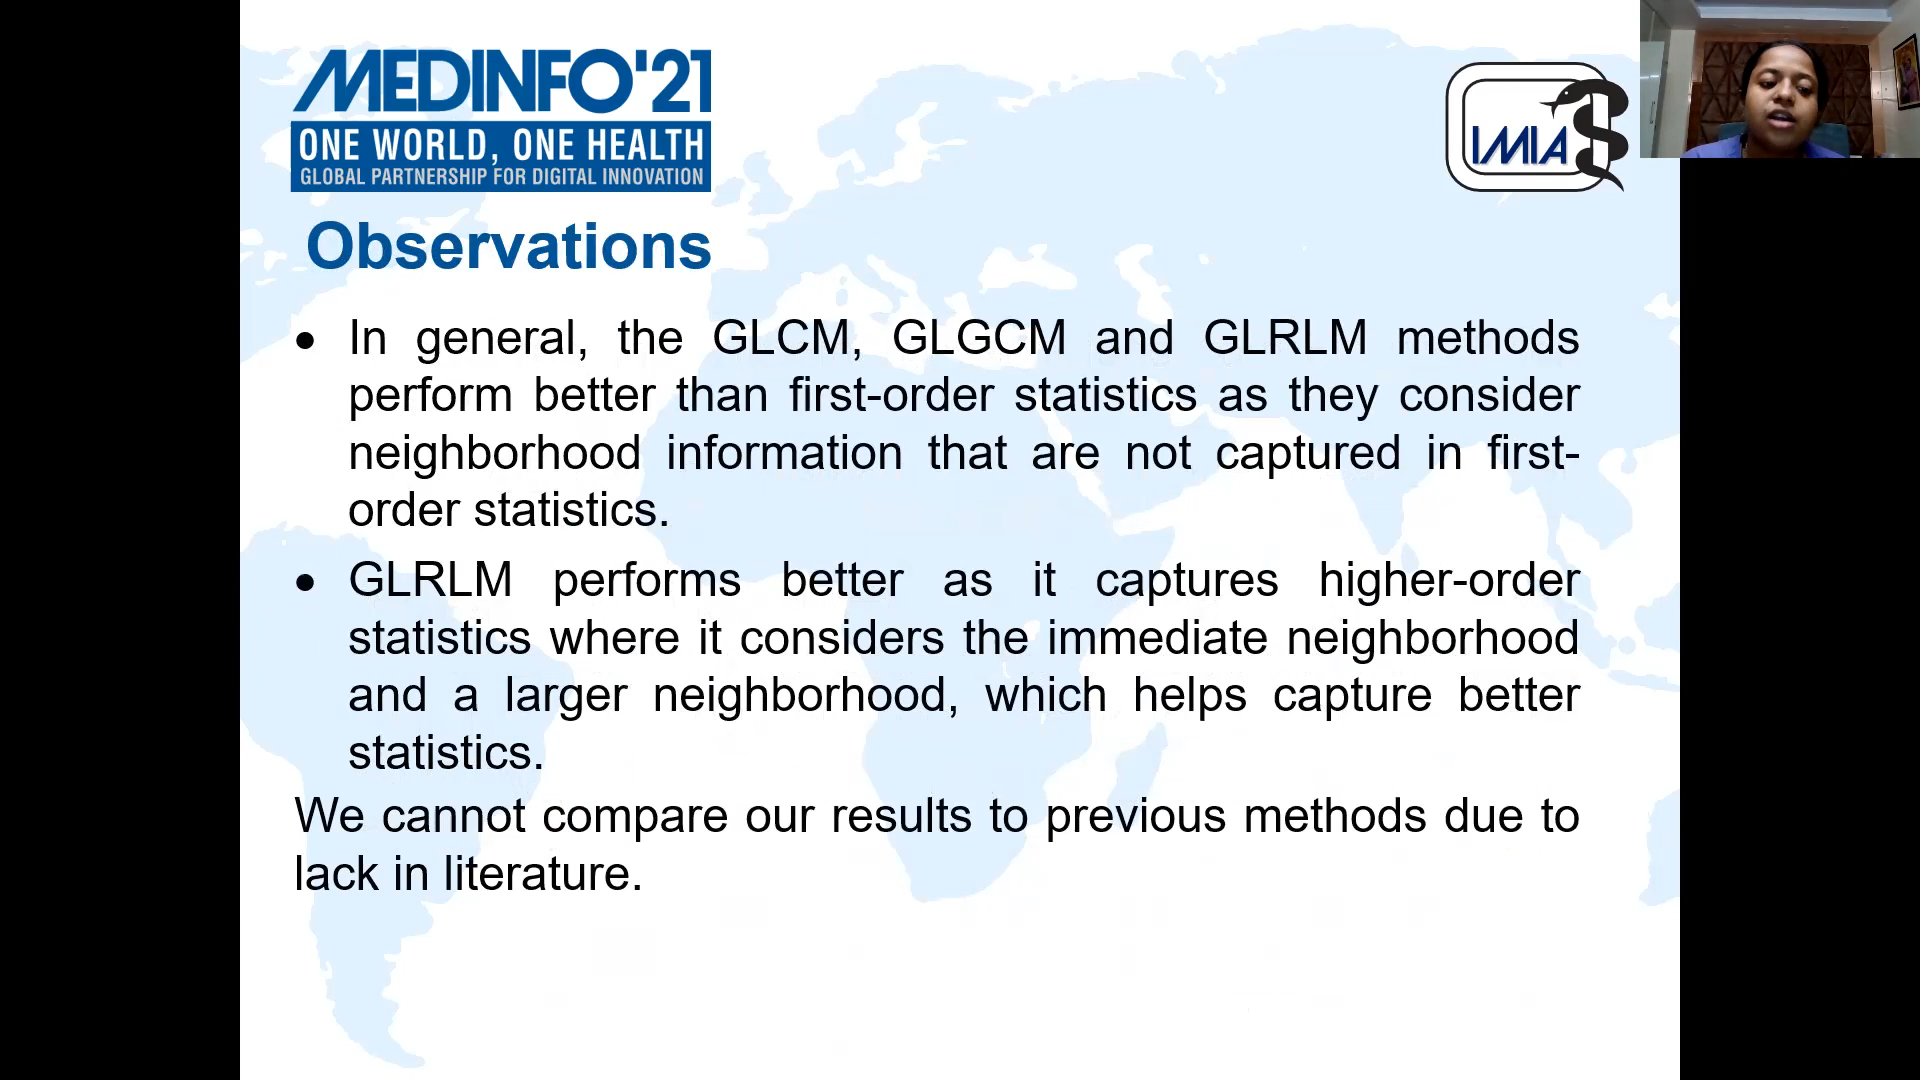 MEDINFO'21
ONE WORLD, ONE HEALTH
GLOBAL PARTNERSHIP FOR DIGITAL INNOVATION
IMIA
Observations
• In general, the GLCM, GLGCM and GLRLM methods
perform better than first-order statistics as they consider
neighborhood information that are not captured in first-
order statistics.
• GLRLM performs better as it captures higher-order
statistics where it considers the immediate neighborhood
and a larger neighborhood, which helps capture better
statistics.
We cannot compare our results to previous methods due to
lack in literature.